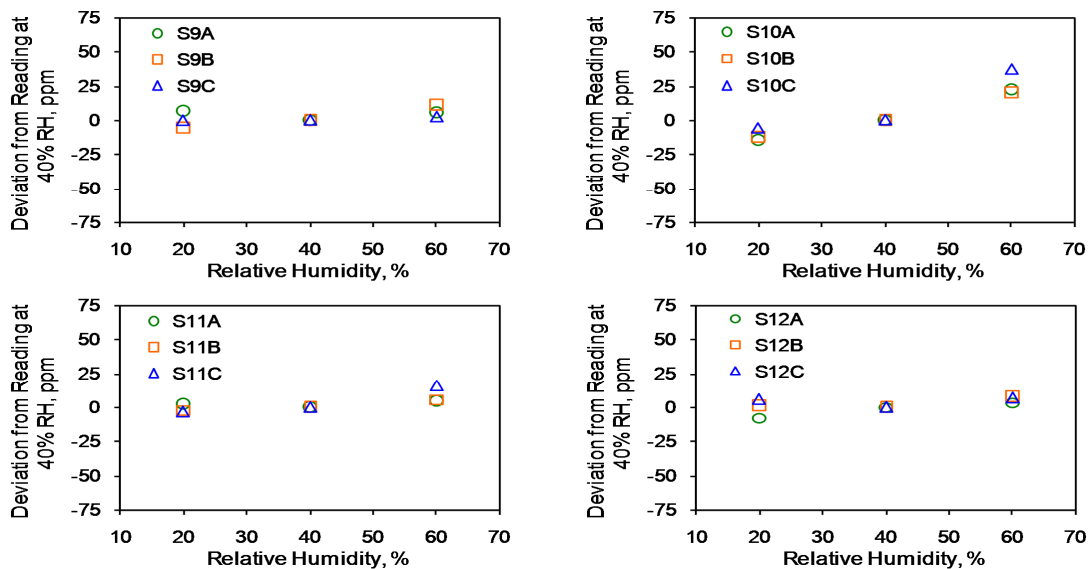 Deviation from Reading at
40% RH, ppm
75
50
25
0
-25
-50
-75
S9A
S9B
S9C
10 20 30 40 50 60 70
Relative Humidity, %
Deviation from Reading at
40% RH, ppm
75
50
25
0
-25
-50
-75
S10A
S10B
S10C
10 20 30 40 50 60 70
Relative Humidity, %
Deviation from Reading at
40% RH, ppm
75
50
25
0
-25
-50
-75
S11A
S11B
S11C
10 20 30 40 50 60 70
Relative Humidity, %
Deviation from Reading at
40% RH, ppm
75
50
25
0
-25
-50
-75
S12A
S12B
S12C
10 20 30 40 50 60 70
Relative Humidity, %